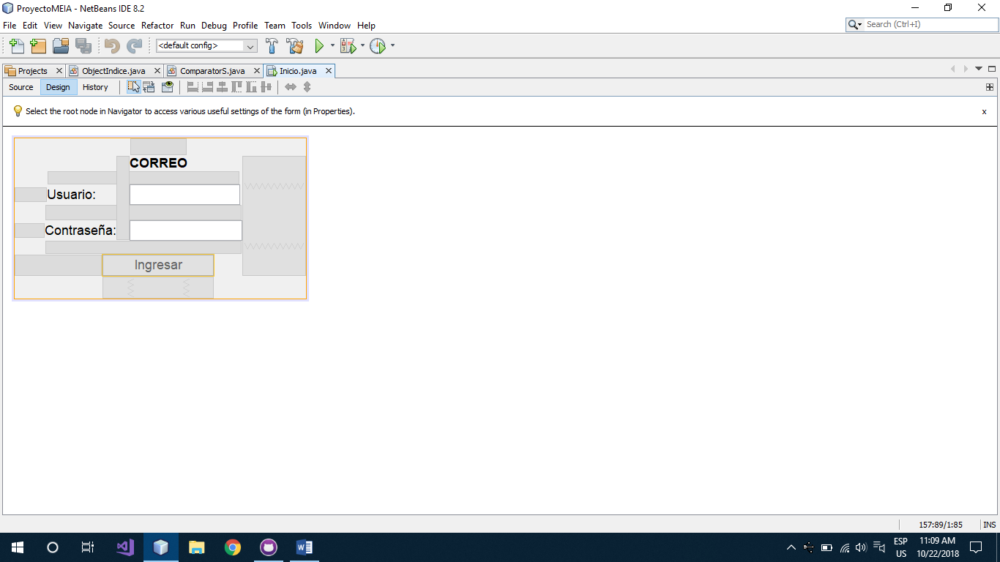 ProyectoMEIA - NetBeans IDE 8.2
File Edit View Navigate Source Refactor Run Debug Profile Team Tools Window Help
Search (Ctrl+I)
<default config>
Projects ObjectIndice.java ComparatorS.java Inicio.java
Source Design History
Select the root node in Navigator to access various useful settings of the form (in Properties). x
CORREO
Usuario:
Contraseña:
Ingresar
157:89/1:85 INS
ESP 11:09 AM
US 10/22/2018